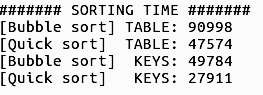 ####### SORTING TIME #######
[Bubble sort] TABLE: 90998
[Quick sort]  TABLE: 47574
[Bubble sort]  KEYS: 49784
[Quick sort]   KEYS: 27911